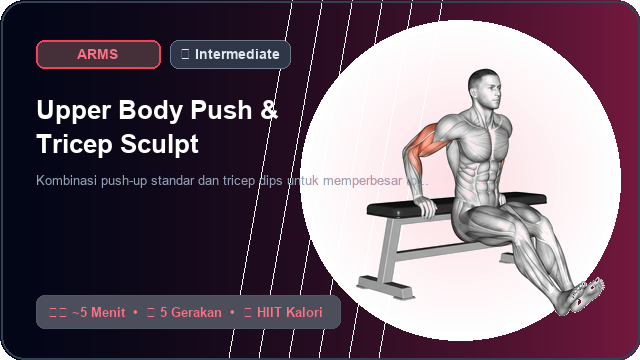 ARMS
Intermediate
Upper Body Push &
Tricep Sculpt
Kombinasi push-up standar dan tricep dips untuk memperbesar
~5 Menit • 5 Gerakan • HIIT Kalori